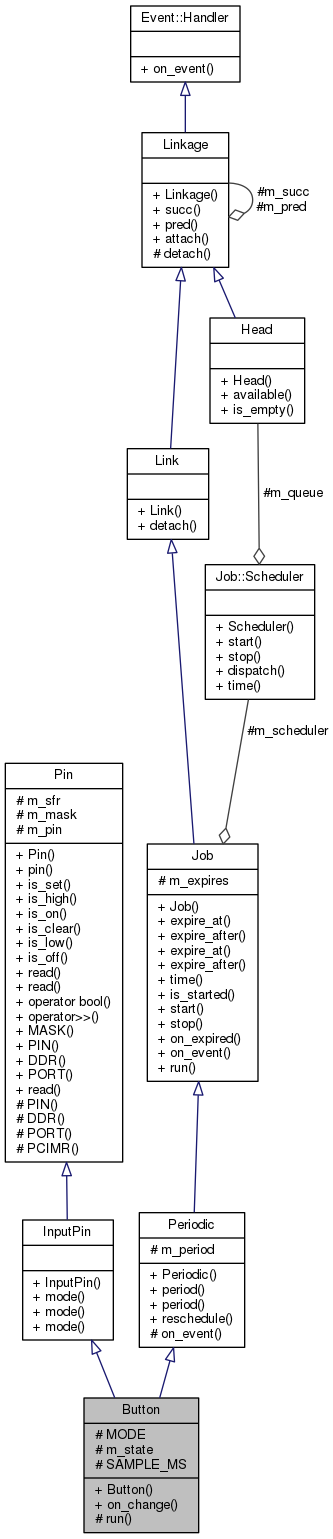 Event::Handler
+ on_event()
Linkage
+ Linkage()
+ succ()
+ pred()
+ attach()
# detach()
#m_succ
#m_pred
Head
+ Head()
+ available()
+ is_empty()
Link
+ Link()
+ detach()
#m_queue
Job::Scheduler
+ Scheduler()
+ start()
+ stop()
+ dispatch()
+ time()
#m_scheduler
Pin
# m_sfr
# m_mask
# m_pin
+ Pin()
+ pin()
+ is_set()
+ is_high()
+ is_on()
+ is_clear()
+ is_low()
+ is_off()
+ read()
+ read()
+ operator bool()
+ operator>>()
+ MASK()
+ PIN()
+ DDR()
+ PORT()
+ read()
# PIN()
# DDR()
# PORT()
# PCIMR()
Job
# m_expires
+ Job()
+ expire_at()
+ expire_after()
+ expire_at()
+ expire_after()
+ time()
+ is_started()
+ start()
+ stop()
+ on_expired()
+ on_event()
+ run()
InputPin
+ InputPin()
+ mode()
+ mode()
+ mode()
Periodic
# m_period
+ Periodic()
+ period()
+ period()
+ reschedule()
# on_event()
Button
# MODE
# m_state
# SAMPLE_MS
+ Button()
+ on_change()
# run()